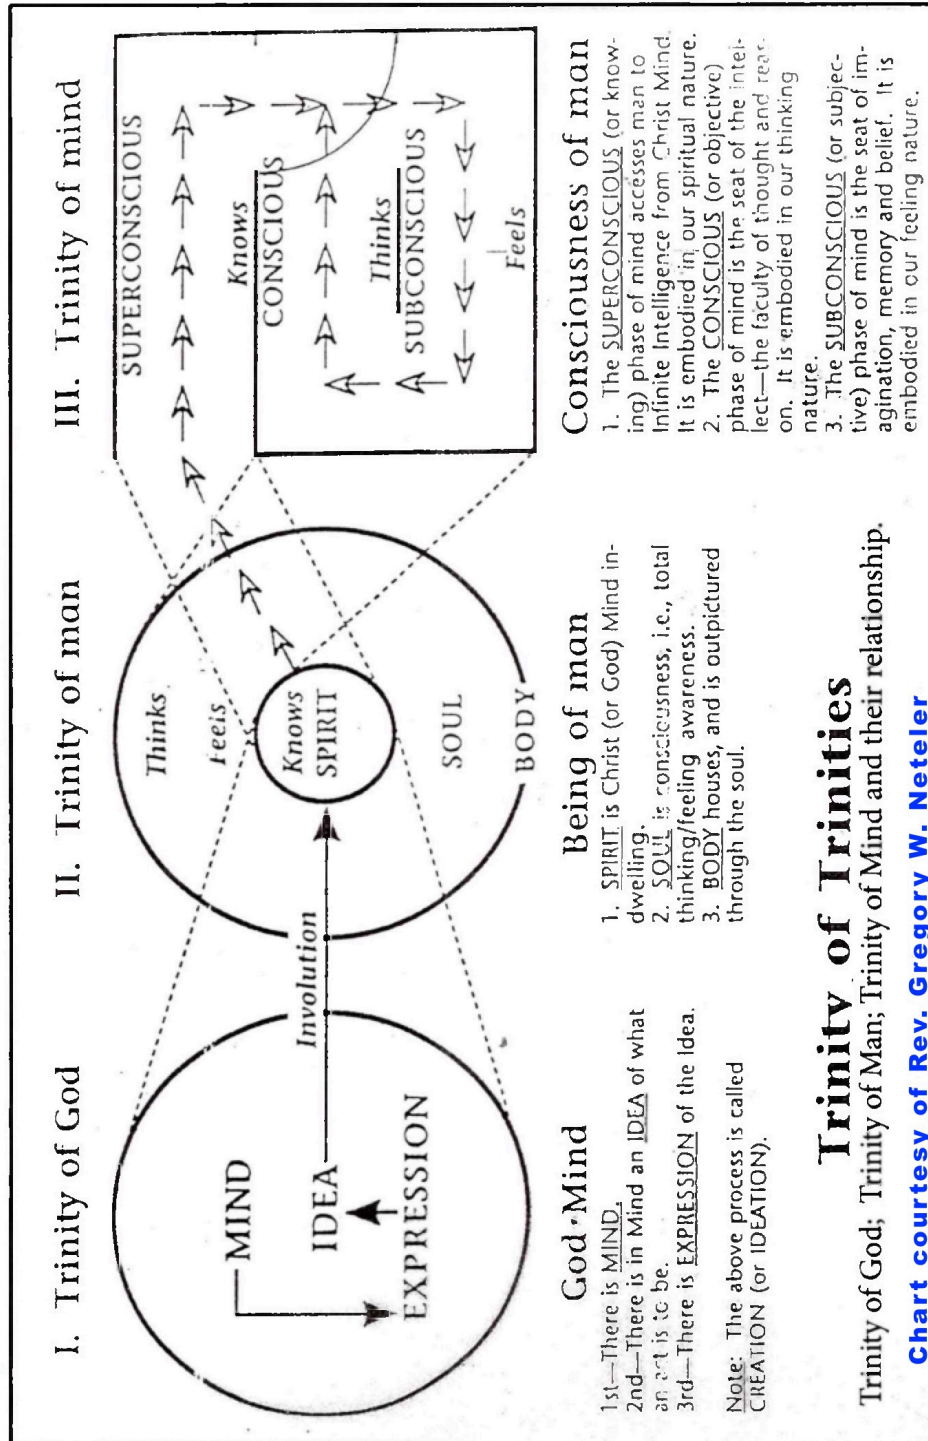 I. Trinity of God
MIND
IDEA
EXPRESSION
Involution
God•Mind
1st—There is MIND.
2nd—There is in Mind an IDEA of what
an act is to be.
3rd—There is EXPRESSION of the Idea.
Note: The above process is called
CREATION (or IDEATION).
II. Trinity of man
Thinks
Feels
Knows
SPIRIT
SOUL
BODY
Being of man
1. SPIRIT is Christ (or God) Mind in-
dwelling.
2. SOUL is consciousness, i.e., total
thinking/feeling awareness.
3. BODY houses, and is outpictured
through the soul.
III. Trinity of mind
SUPERCONSCIOUS
Knows
CONSCIOUS
Thinks
SUBCONSCIOUS
Feels
Consciousness of man
1. The SUPERCONSCIOUS (or know-
ing) phase of mind accesses man to
Infinite Intelligence from Christ Mind.
It is embodied in our spiritual nature.
2. The CONSCIOUS (or objective)
phase of mind is the seat of the intel-
lect—the faculty of thought and reas-
on. It is embodied in our thinking
nature.
3. The SUBCONSCIOUS (or subjec-
tive) phase of mind is the seat of im-
agination, memory and belief. It is
embodied in our feeling nature.
Trinity of Trinities
Trinity of God; Trinity of Man; Trinity of Mind and their relationship.
Chart courtesy of Rev. Gregory W. Neteler